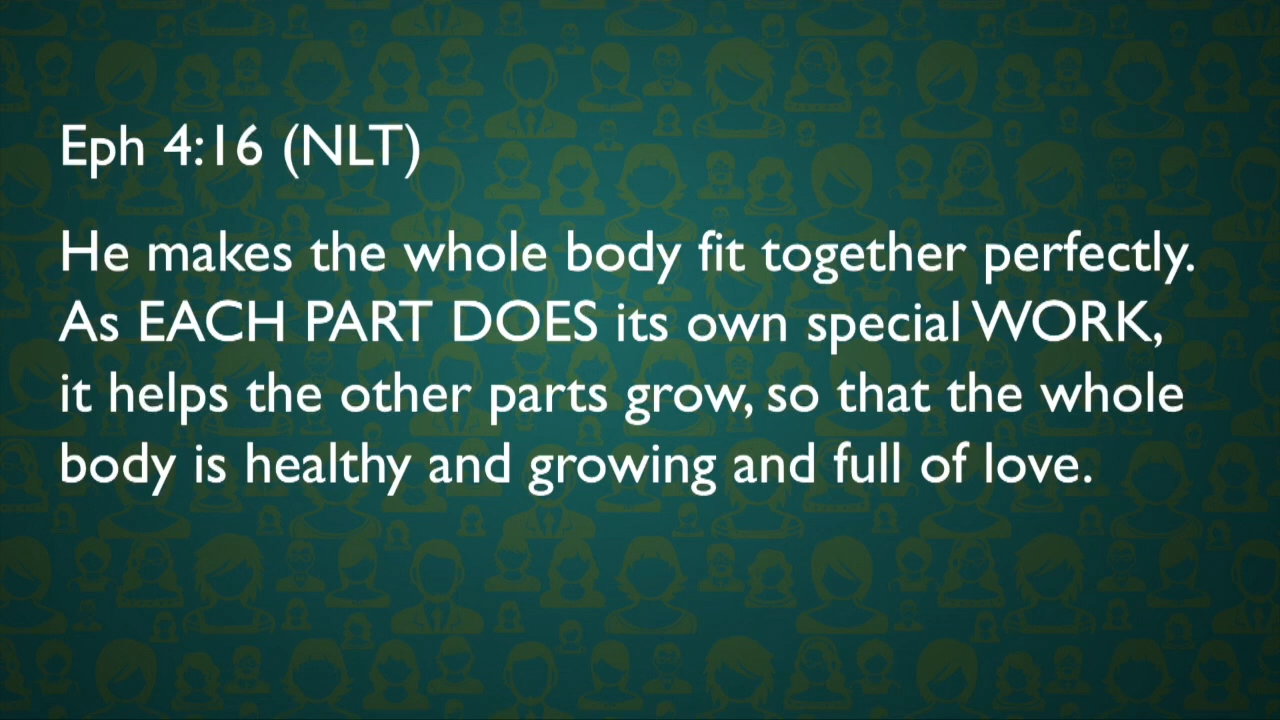 Eph 4:16 (NLT)
He makes the whole body fit together perfectly.
As EACH PART DOES its own special WORK,
it helps the other parts grow, so that the whole
body is healthy and growing and full of love.